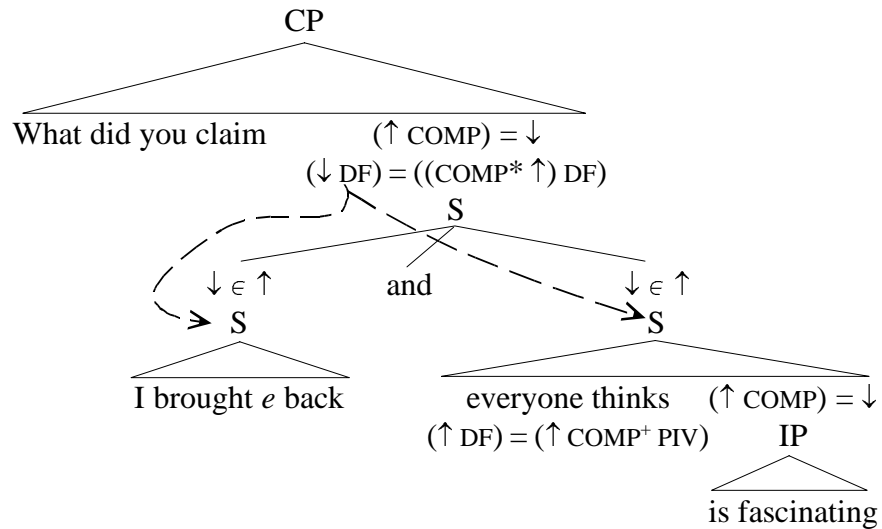 CP
What did you claim (↑ COMP) = ↓
(↓ DF) = ((COMP* ↑) DF)
S
↓ ∈ ↑ and ↓ ∈ ↑
S S
I brought e back everyone thinks (↑ COMP) = ↓
(↑ DF) = (↑ COMP⁺ PIV) IP
is fascinating